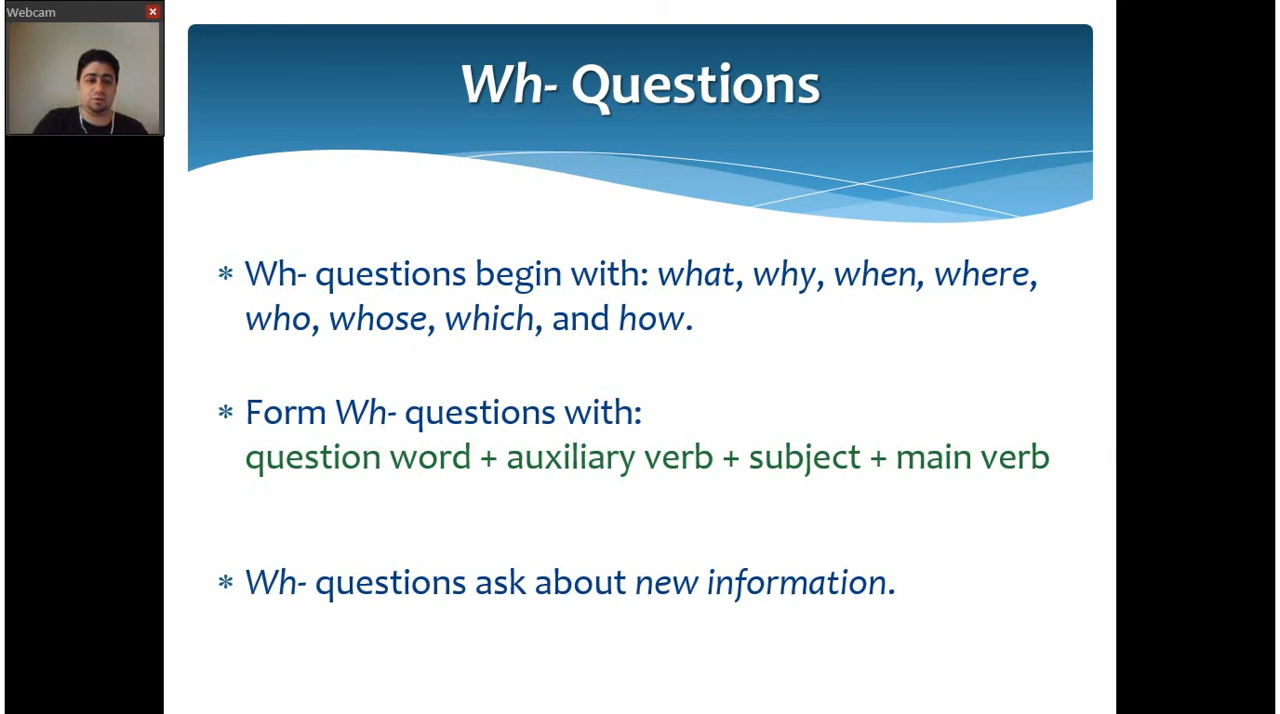 Webcam
Wh- Questions
* Wh- questions begin with: what, why, when, where,
who, whose, which, and how.
* Form Wh- questions with:
question word + auxiliary verb + subject + main verb
* Wh- questions ask about new information.